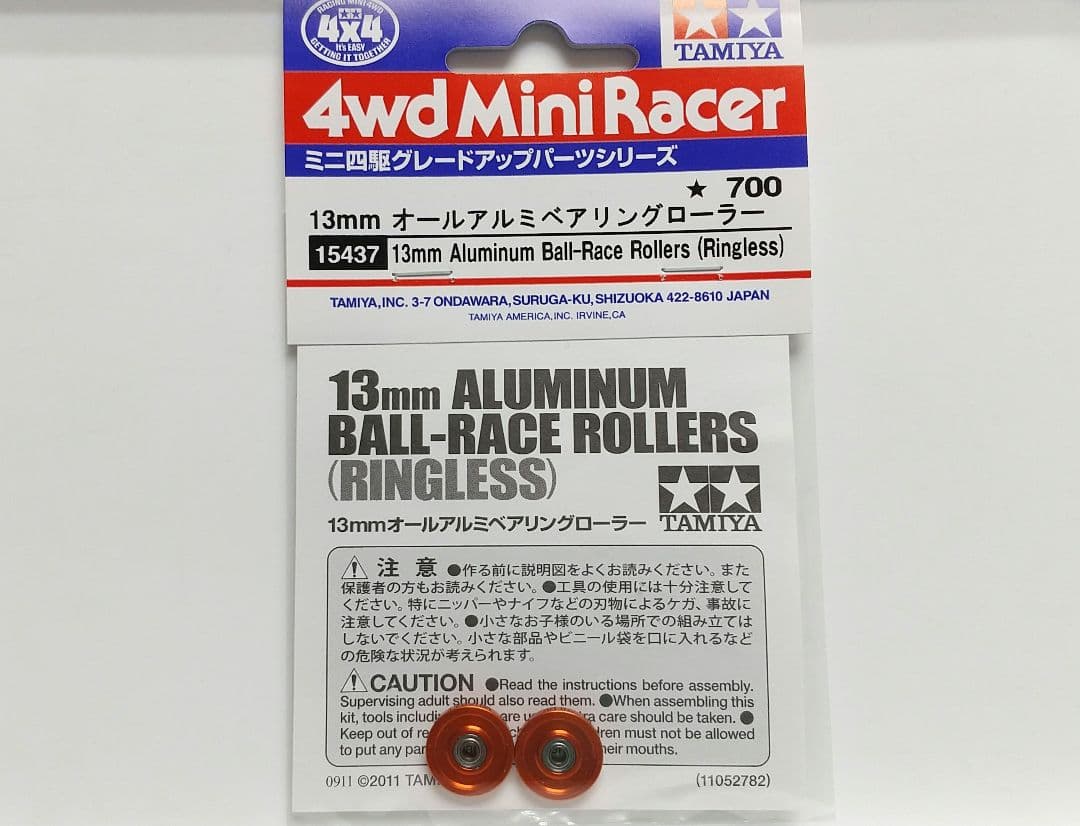 RACING MINI 4WD
4x4
It's EASY
GETTING IT TOGETHER
TAMIYA
4wd Mini Racer
ミニ四駆グレードアップパーツシリーズ
★ 700
13mm オールアルミベアリングローラー
15437 13mm Aluminum Ball-Race Rollers (Ringless)
TAMIYA,INC. 3-7 ONDAWARA,SURUGA-KU,SHIZUOKA 422-8610 JAPAN
TAMIYA AMERICA,INC. IRVINE,CA
13mm ALUMINUM
BALL-RACE ROLLERS
(RINGLESS)
13mmオールアルミベアリングローラー
TAMIYA
注 意 ●作る前に説明図をよくお読みください。また
保護者の方もお読みください。●工具の使用には十分注意して
ください。特にニッパーやナイフなどの刃物によるケガ、事故に
注意してください。●小さなお子様のいる場所での組み立ては
しないでください。小さな部品やビニール袋を口に入れるなど
の危険な状況が考えられます。
CAUTION ●Read the instructions before assembly.
Supervising adult should also read them. ●When assembling this
kit, tools includi are u ra care should be taken. ●
Keep out of re ren must not be allowed
to put any par heir mouths.
0911 ©2011 TAM
(11052782)